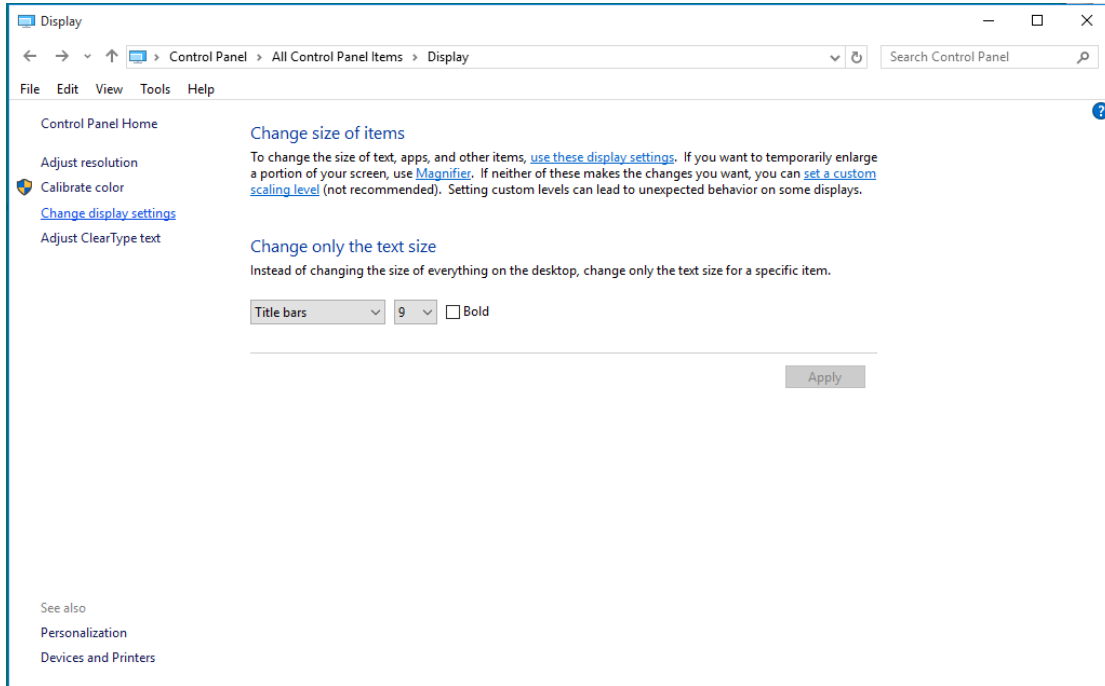 Display
Control Panel > All Control Panel Items > Display
Search Control Panel
File Edit View Tools Help
?
Control Panel Home
Adjust resolution
Calibrate color
Change display settings
Adjust ClearType text
Change size of items
To change the size of text, apps, and other items, use these display settings. If you want to temporarily enlarge
a portion of your screen, use Magnifier. If neither of these makes the changes you want, you can set a custom
scaling level (not recommended). Setting custom levels can lead to unexpected behavior on some displays.
Change only the text size
Instead of changing the size of everything on the desktop, change only the text size for a specific item.
Title bars 9 Bold
Apply
See also
Personalization
Devices and Printers